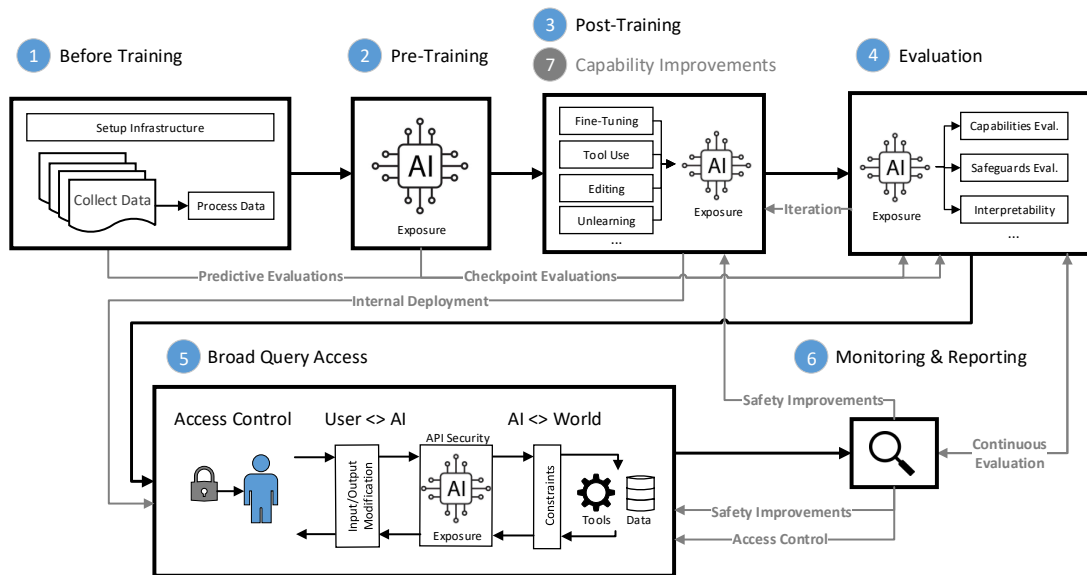 1 Before Training
2 Pre-Training
3 Post-Training
7 Capability Improvements
4 Evaluation
Setup Infrastructure
Collect Data
Process Data
AI
Exposure
Fine-Tuning
Tool Use
Editing
Unlearning
...
AI
Exposure
AI
Exposure
Capabilities Eval.
Safeguards Eval.
Interpretability
...
Iteration
Predictive Evaluations
Checkpoint Evaluations
Internal Deployment
5 Broad Query Access
6 Monitoring & Reporting
Access Control
User <> AI
AI <> World
API Security
Input/Output
Modification
AI
Exposure
Constraints
Tools
Data
Safety Improvements
Continuous
Evaluation
Safety Improvements
Access Control